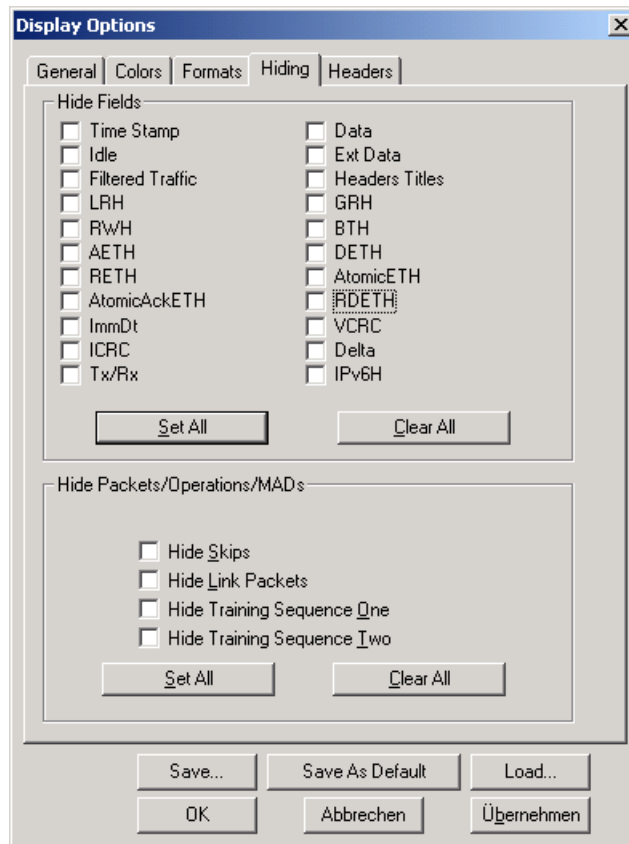 Display Options
General Colors Formats Hiding Headers
Hide Fields
Time Stamp
Idle
Filtered Traffic
LRH
RWH
AETH
RETH
AtomicAckETH
ImmDt
ICRC
Tx/Rx
Data
Ext Data
Headers Titles
GRH
BTH
DETH
AtomicETH
RDETH
VCRC
Delta
IPv6H
Set All Clear All
Hide Packets/Operations/MADs
Hide Skips
Hide Link Packets
Hide Training Sequence One
Hide Training Sequence Two
Set All Clear All
Save... Save As Default Load...
OK Abbrechen Übernehmen